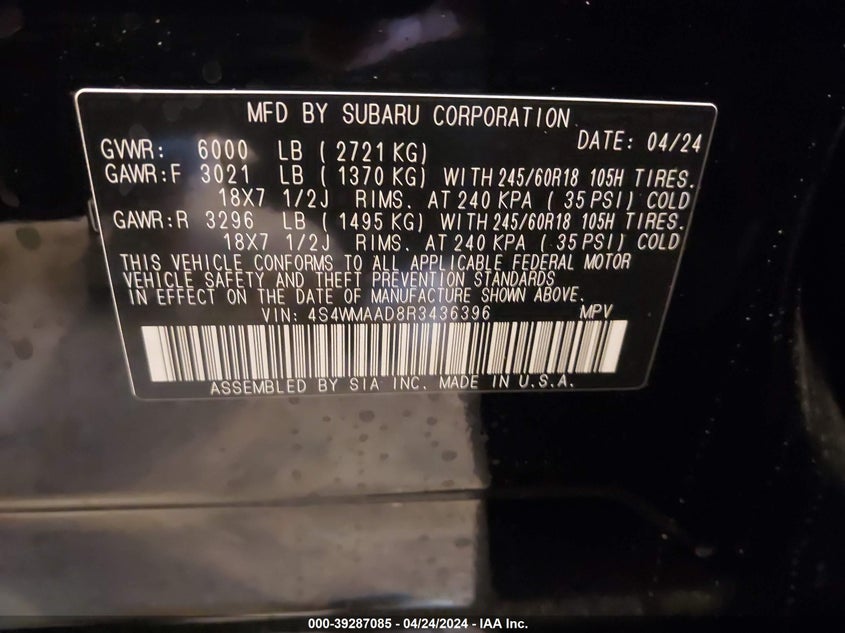 MFD BY SUBARU CORPORATION
DATE: 04/24
GVWR: 6000 LB ( 2721 KG)
GAWR:F 3021 LB ( 1370 KG) WITH 245/60R18 105H TIRES.
18X7 1/2J RIMS. AT 240 KPA ( 35 PSI) COLD
GAWR:R 3296 LB ( 1495 KG) WITH 245/60R18 105H TIRES.
18X7 1/2J RIMS. AT 240 KPA ( 35 PSI) COLD
THIS VEHICLE CONFORMS TO ALL APPLICABLE FEDERAL MOTOR
VEHICLE SAFETY AND THEFT PREVENTION STANDARDS
IN EFFECT ON THE DATE OF MANUFACTURE SHOWN ABOVE.
VIN: 4S4WMAAD8R3436396 MPV
ASSEMBLED BY SIA INC. MADE IN U.S.A.
000-39287085 - 04/24/2024 - IAA Inc.